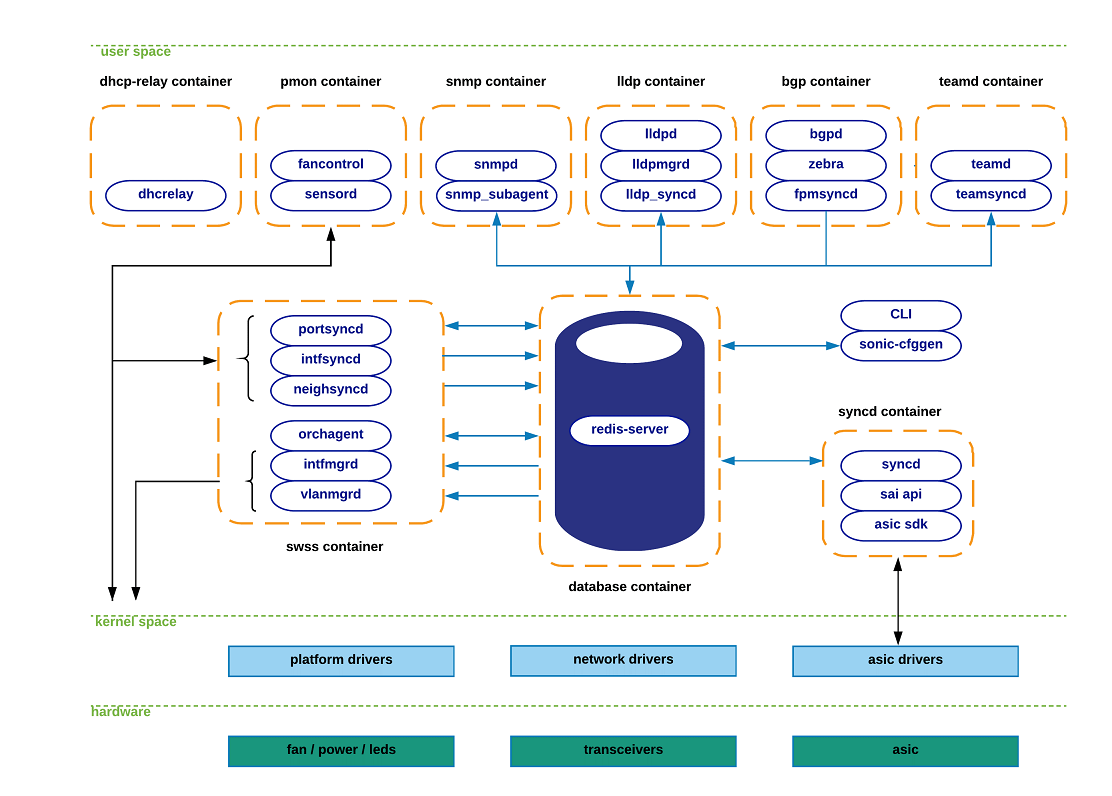 user space
dhcp-relay container
pmon container
snmp container
lldp container
bgp container
teamd container
dhcrelay
fancontrol
sensord
snmpd
snmp_subagent
lldpd
lldpmgrd
lldp_syncd
bgpd
zebra
fpmsyncd
teamd
teamsyncd
portsyncd
intfsyncd
neighsyncd
orchagent
intfmgrd
vlanmgrd
swss container
redis-server
database container
CLI
sonic-cfggen
syncd container
syncd
sai api
asic sdk
kernel space
platform drivers
network drivers
asic drivers
hardware
fan / power / leds
transceivers
asic